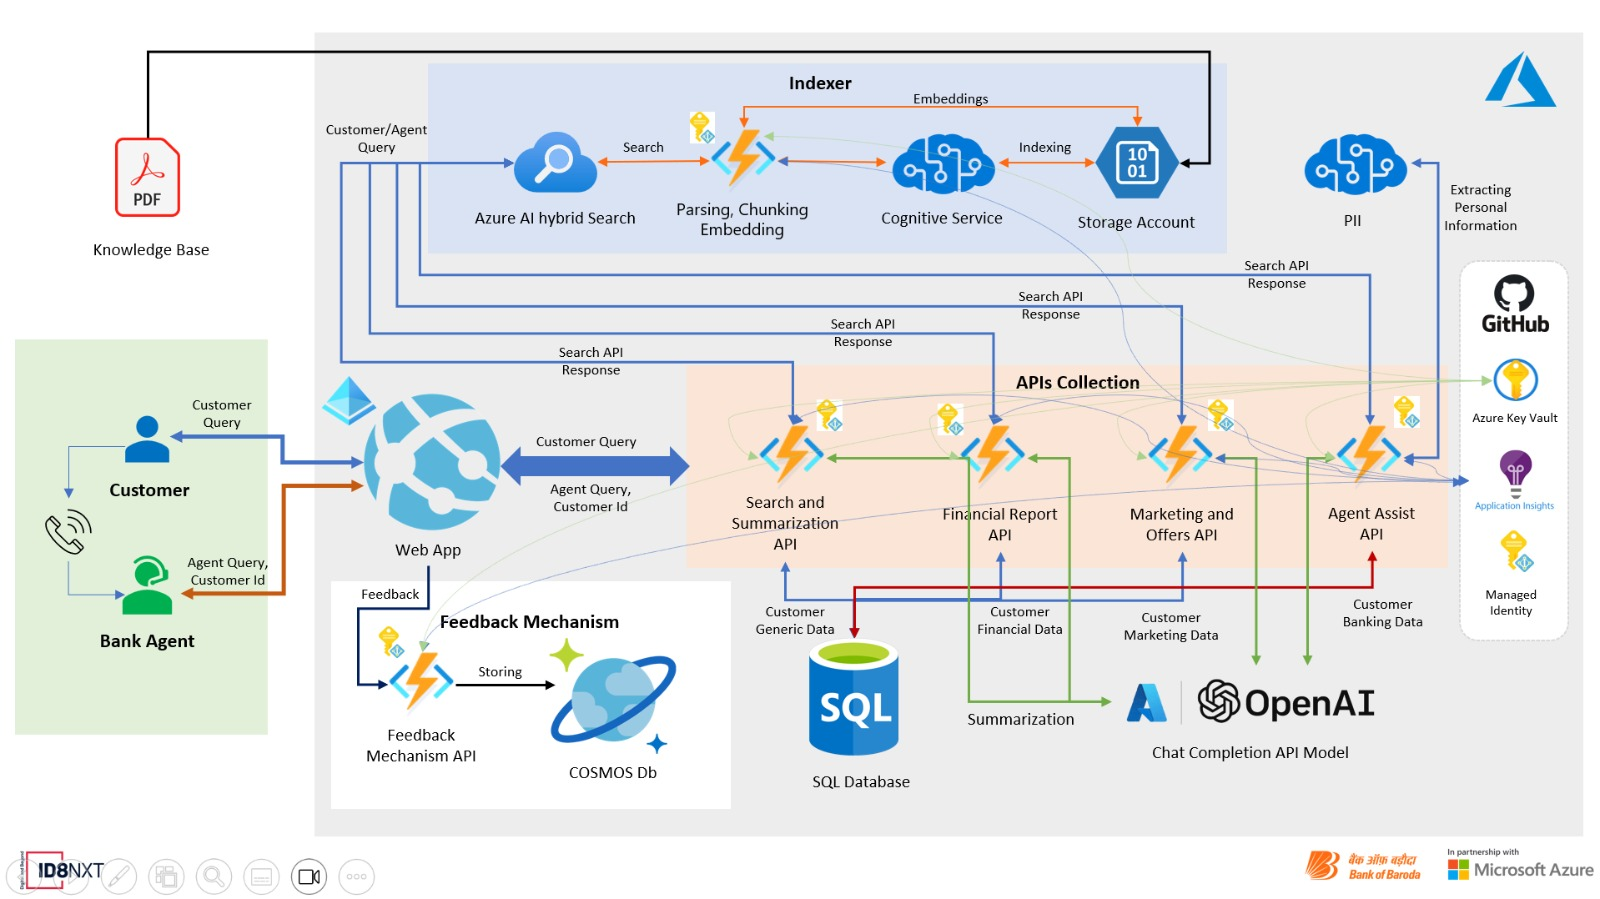 Indexer
Embeddings
Customer/Agent
Query
Search
Indexing
10
01
PDF
Azure AI hybrid Search
Parsing, Chunking
Embedding
Cognitive Service
Storage Account
PII
Extracting
Personal
Information
Knowledge Base
Search API
Response
Search API
Response
Search API
Response
Search API
Response
GitHub
APIs Collection
Azure Key Vault
Customer
Query
Customer Query
Agent Query,
Customer Id
Customer
Web App
Search and
Summarization
API
Financial Report
API
Marketing and
Offers API
Agent Assist
API
Application Insights
Agent Query,
Customer Id
Bank Agent
Feedback
Feedback Mechanism
Customer
Generic Data
Customer
Financial Data
Customer
Marketing Data
Customer
Banking Data
Managed
Identity
Storing
SQL
Summarization
OpenAI
Feedback
Mechanism API
COSMOS Db
SQL Database
Chat Completion API Model
ID8NXT
बैंक ऑफ़ बड़ौदा
Bank of Baroda
In partnership with
Microsoft Azure